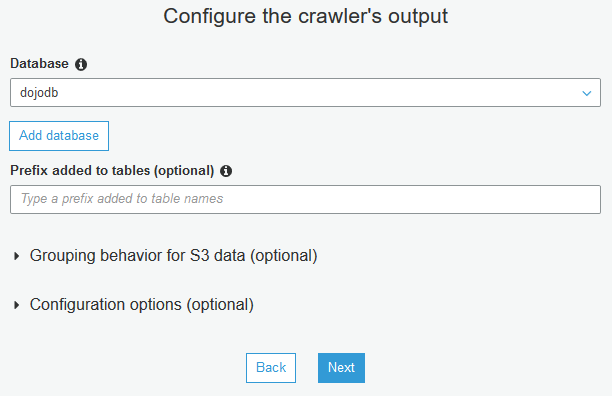 Configure the crawler's output
Database
dojodb
Add database
Prefix added to tables (optional)
Type a prefix added to table names
Grouping behavior for S3 data (optional)
Configuration options (optional)
Back Next